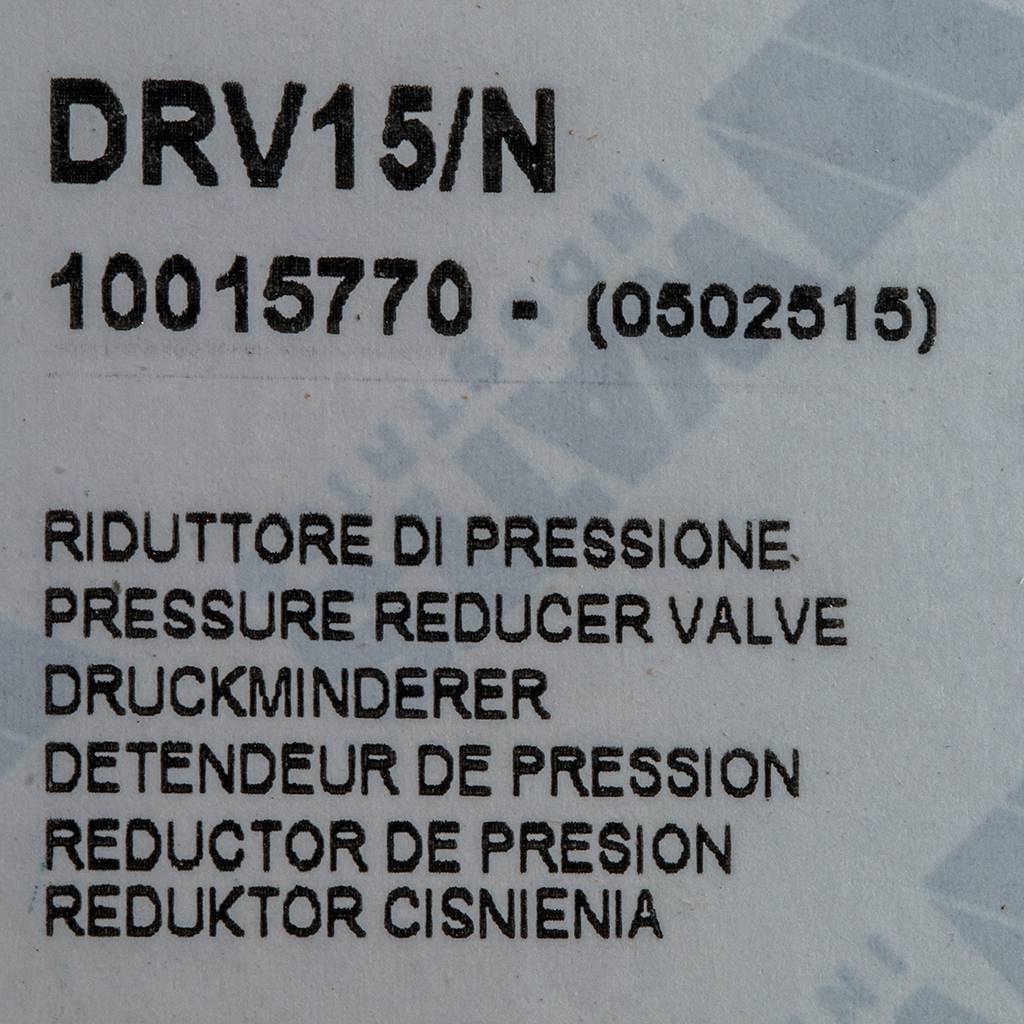 DRV15/N
10015770 - (0502515)
RIDUTTORE DI PRESSIONE
PRESSURE REDUCER VALVE
DRUCKMINDERER
DETENDEUR DE PRESSION
REDUCTOR DE PRESION
REDUKTOR CISNIENIA